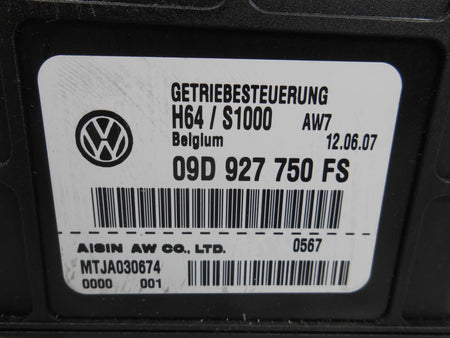 GETRIEBESTEUERUNG
H64 / S1000 AW7
Belgium 12.06.07
09D 927 750 FS
AISIN AW CO., LTD. 0567
MTJA030674
0000 001